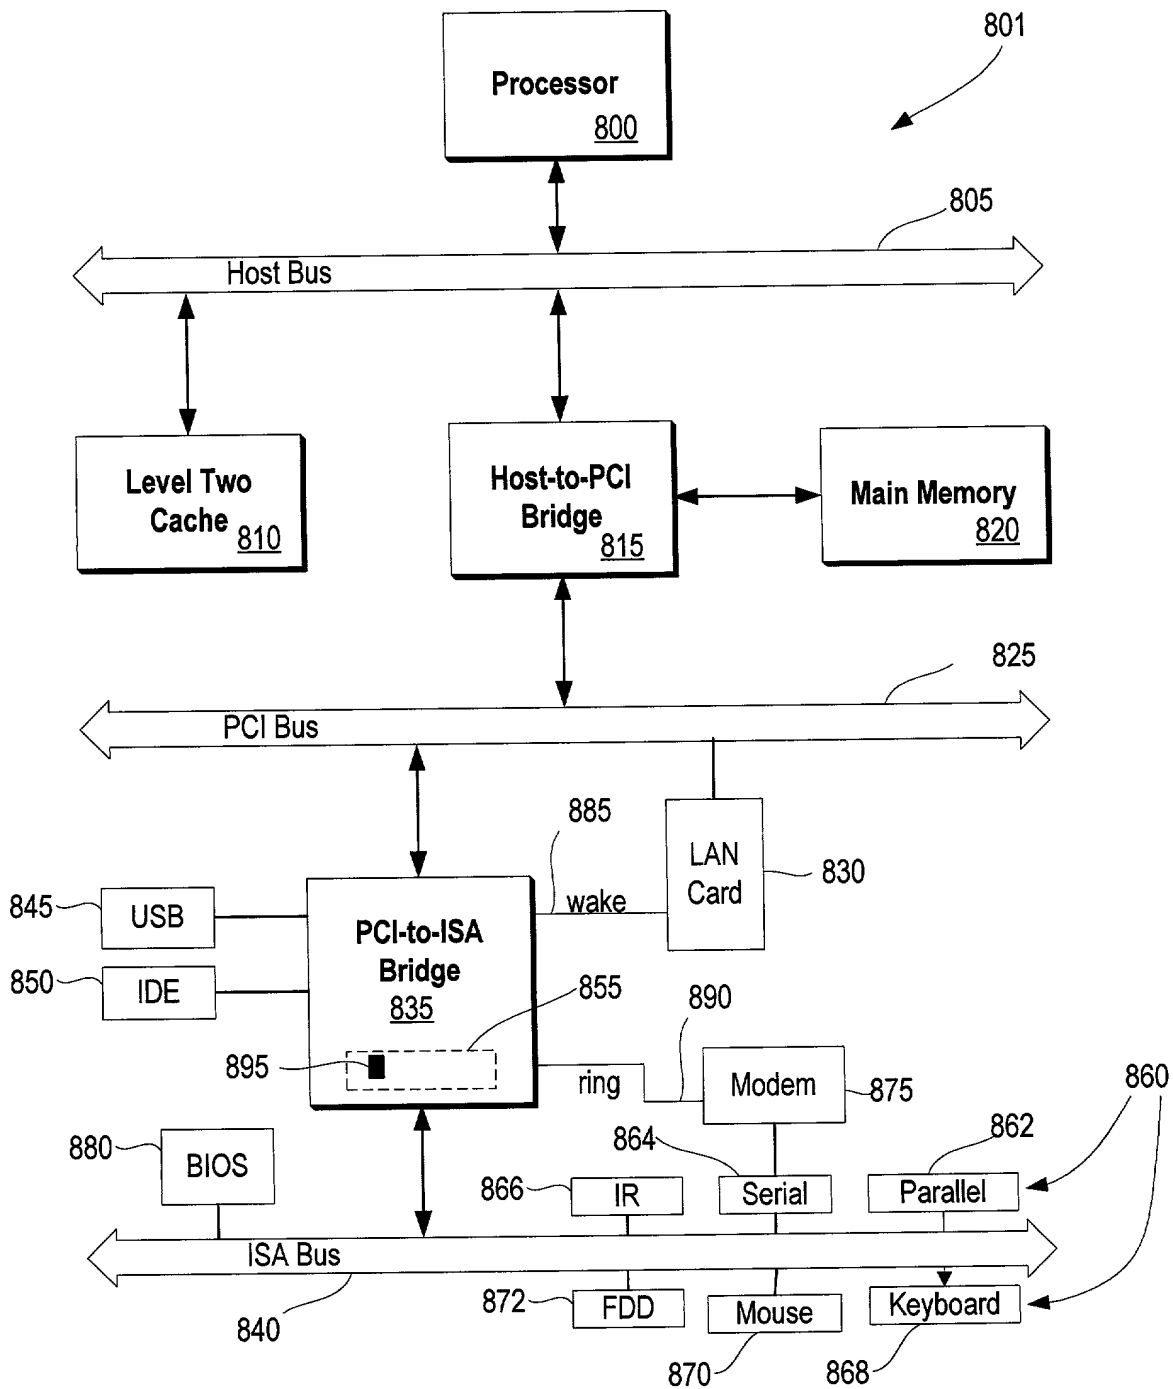 801
Processor
800
805
Host Bus
Level Two
Cache
810
Host-to-PCI
Bridge
815
Main Memory
820
825
PCI Bus
885
LAN
Card
830
wake
845
USB
PCI-to-ISA
Bridge
835
850
IDE
855
890
895
ring
Modem
875
860
880
BIOS
864
862
866
IR
Serial
Parallel
ISA Bus
872
FDD
Mouse
Keyboard
840
870
868